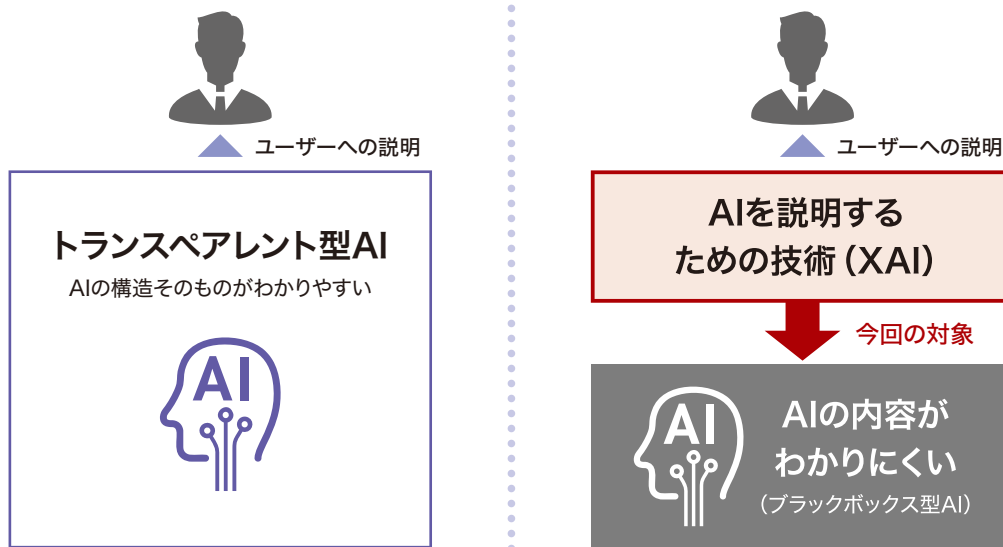 ユーザーへの説明
トランスペアレント型AI
AIの構造そのものがわかりやすい
AI
ユーザーへの説明
AIを説明する
ための技術(XAI)
今回の対象
AI
AIの内容が
わかりにくい
(ブラックボックス型AI)